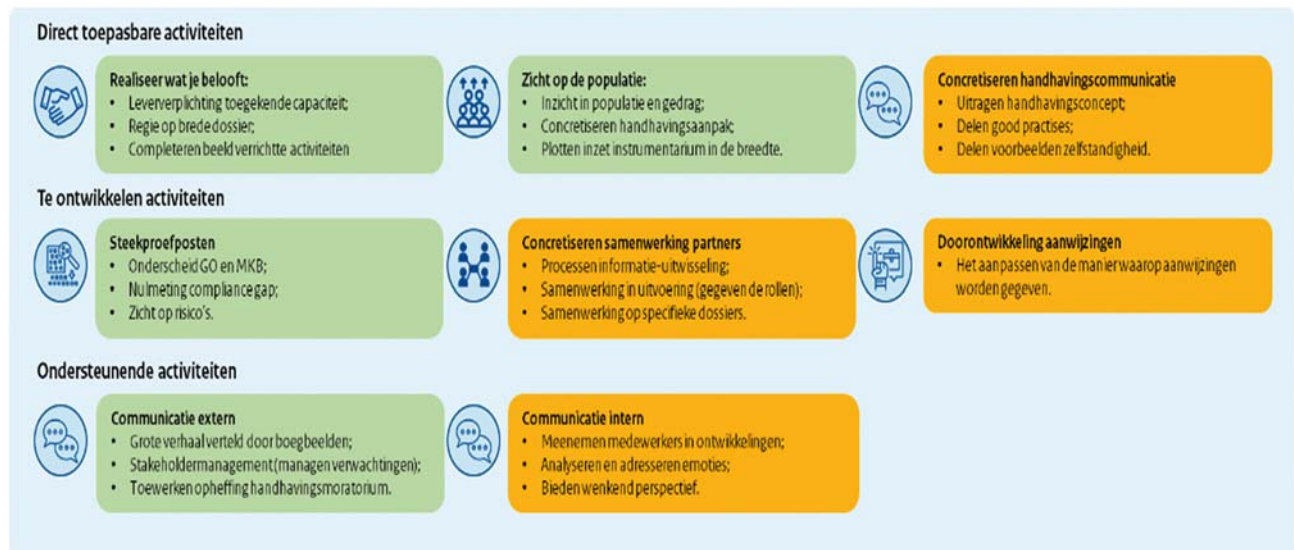 Direct toepasbare activiteiten
Realiseer wat je belooft:
• Leververplichting toegekende capaciteit;
• Regie op brede dossier;
• Completeren beeld verrichtte activiteiten
Zicht op de populatie:
• Inzicht in populatie en gedrag;
• Concretiseren handhavingsaanpak;
• Plotten inzet instrumentarium in de breedte.
Concretiseren handhavingscommunicatie
• Uitragen handhavingsconcept;
• Delen good practises;
• Delen voorbeelden zelfstandigheid.
Te ontwikkelen activiteiten
Steekproefposten
• Onderscheid GO en MKB;
• Nulmeting compliance gap;
• Zicht op risico's.
Concretiseren samenwerking partners
• Processen informatie-uitwisseling;
• Samenwerking in uitvoering (gegeven de rollen);
• Samenwerking op specifieke dossiers.
Doorontwikkeling aanwijzingen
• Het aanpassen van de manier waarop aanwijzingen
worden gegeven.
Ondersteunende activiteiten
Communicatie extern
• Grote verhaal verteld door boegbeelden;
• Stakeholdermanagement (managen verwachtingen);
• Toewerken opheffing handhavingsmoratorium.
Communicatie intern
• Meenemen medewerkers in ontwikkelingen;
• Analyseren en adresseren emoties;
• Bieden wenkend perspectief.